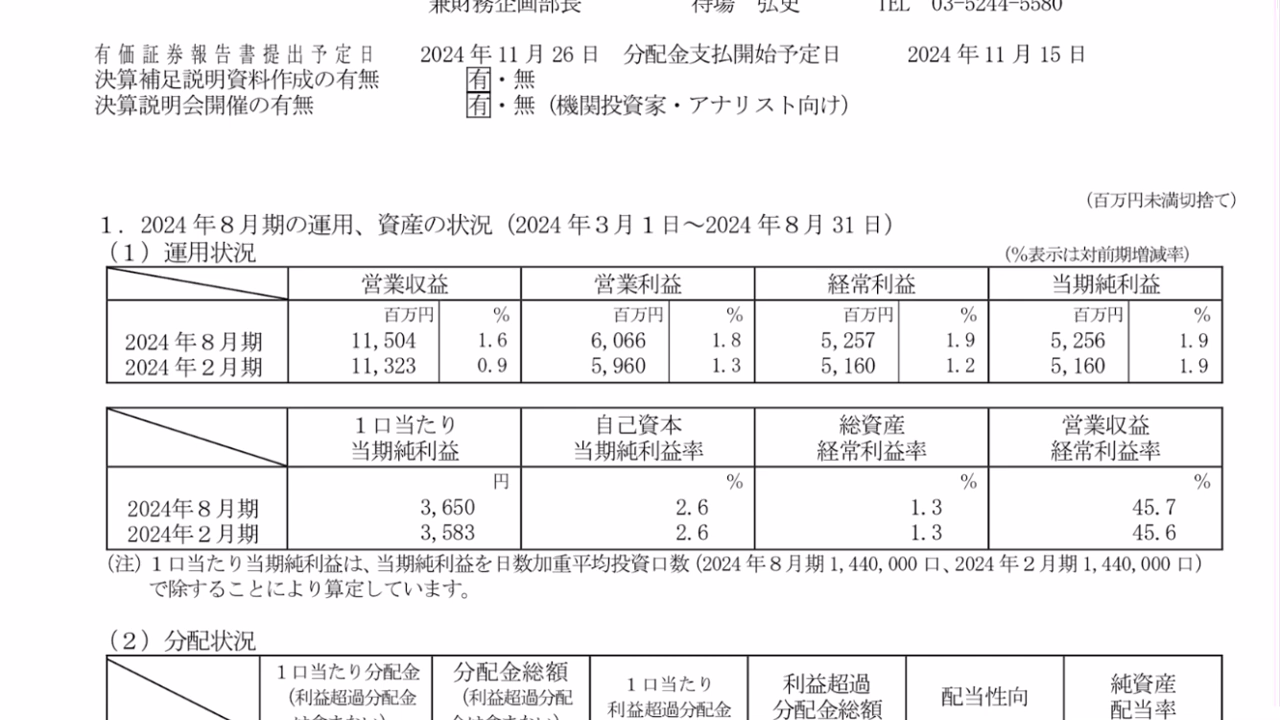 兼財務企画部長 待場 弘史 TEL 03-5244-5580
有価証券報告書提出予定日 2024年11月26日 分配金支払開始予定日 2024年11月15日
決算補足説明資料作成の有無 有・無
決算説明会開催の有無 有・無 (機関投資家・アナリスト向け)
(百万円未満切捨て)
1.2024年8月期の運用、資産の状況(2024年3月1日~2024年8月31日)
(1)運用状況 (%表示は対前期増減率)
営業収益 営業利益 経常利益 当期純利益
百万円 % 百万円 % 百万円 % 百万円 %
2024年8月期 11,504 1.6 6,066 1.8 5,257 1.9 5,256 1.9
2024年2月期 11,323 0.9 5,960 1.3 5,160 1.2 5,160 1.9
1口当たり 自己資本 総資産 営業収益
当期純利益 当期純利益率 経常利益率 経常利益率
円 % % %
2024年8月期 3,650 2.6 1.3 45.7
2024年2月期 3,583 2.6 1.3 45.6
(注)1口当たり当期純利益は、当期純利益を日数加重平均投資口数(2024年8月期1,440,000口、2024年2月期1,440,000口)
で除することにより算定しています。
(2)分配状況
1口当たり分配金 分配金総額 1口当たり 利益超過 配当性向 純資産
(利益超過分配金 (利益超過分配 利益超過分配金 分配金総額 配当率